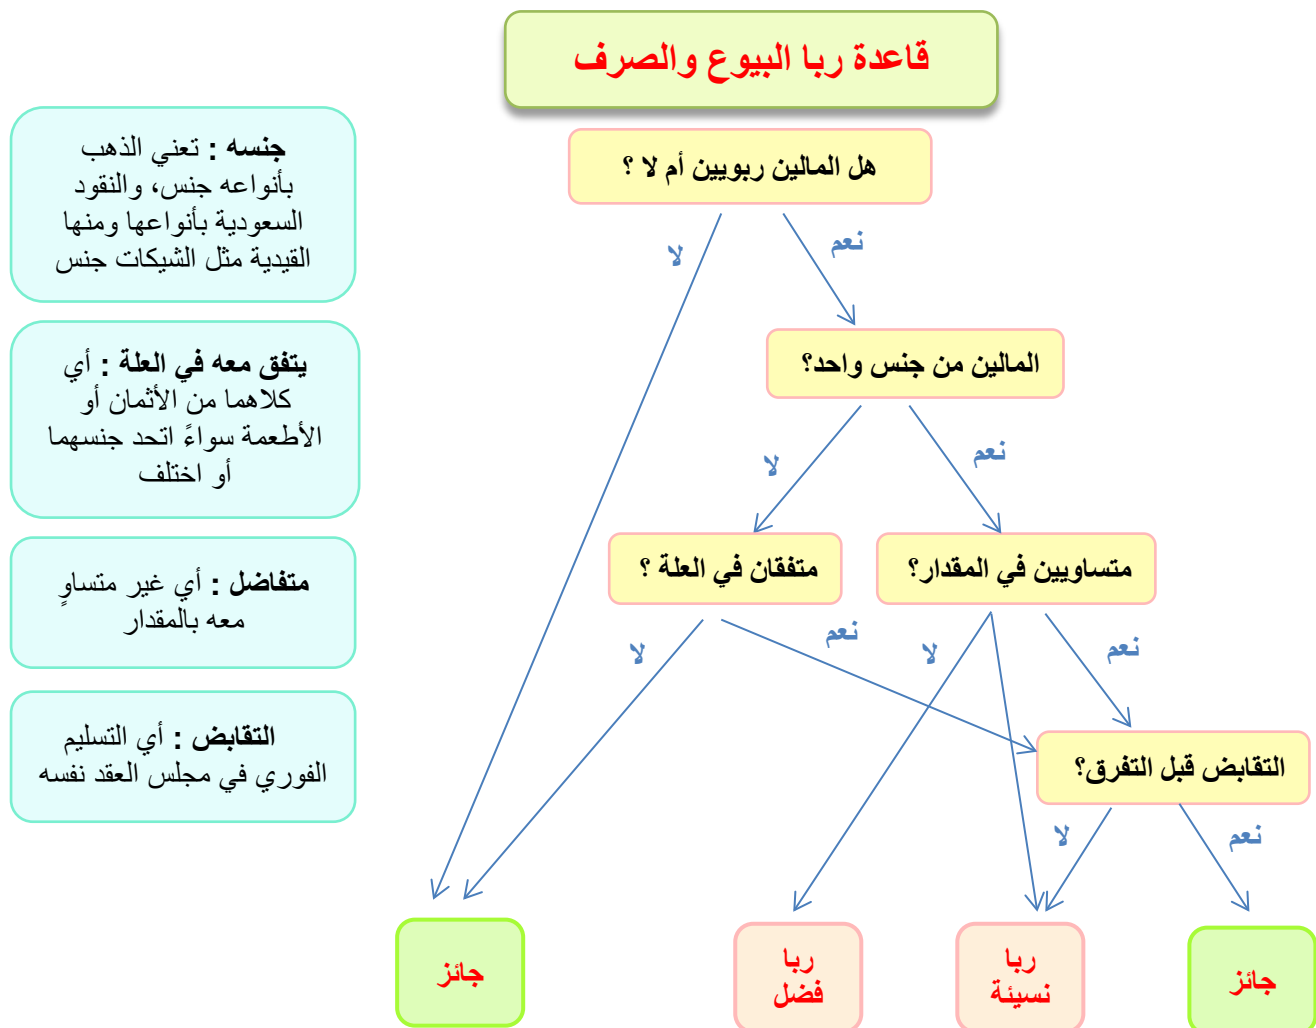 قاعدة ربا البيوع والصرف
هل المالين ربويين أم لا ؟
جنسه : تعني الذهب
بأنواعه جنس، والنقود
السعودية بأنواعها ومنها
القيدية مثل الشيكات جنس
نعم
لا
المالين من جنس واحد؟
يتفق معه في العلة : أي
كلاهما من الأثمان أو
الأطعمة سواءً اتحد جنسهما
أو اختلف
نعم
لا
متساويين في المقدار؟
متفقان في العلة ؟
متفاضل : أي غير متساوٍ
معه بالمقدار
نعم
لا
نعم
لا
التقابض قبل التفرق؟
التقابض : أي التسليم
الفوري في مجلس العقد نفسه
نعم
لا
جائز
ربا
نسيئة
ربا
فضل
جائز